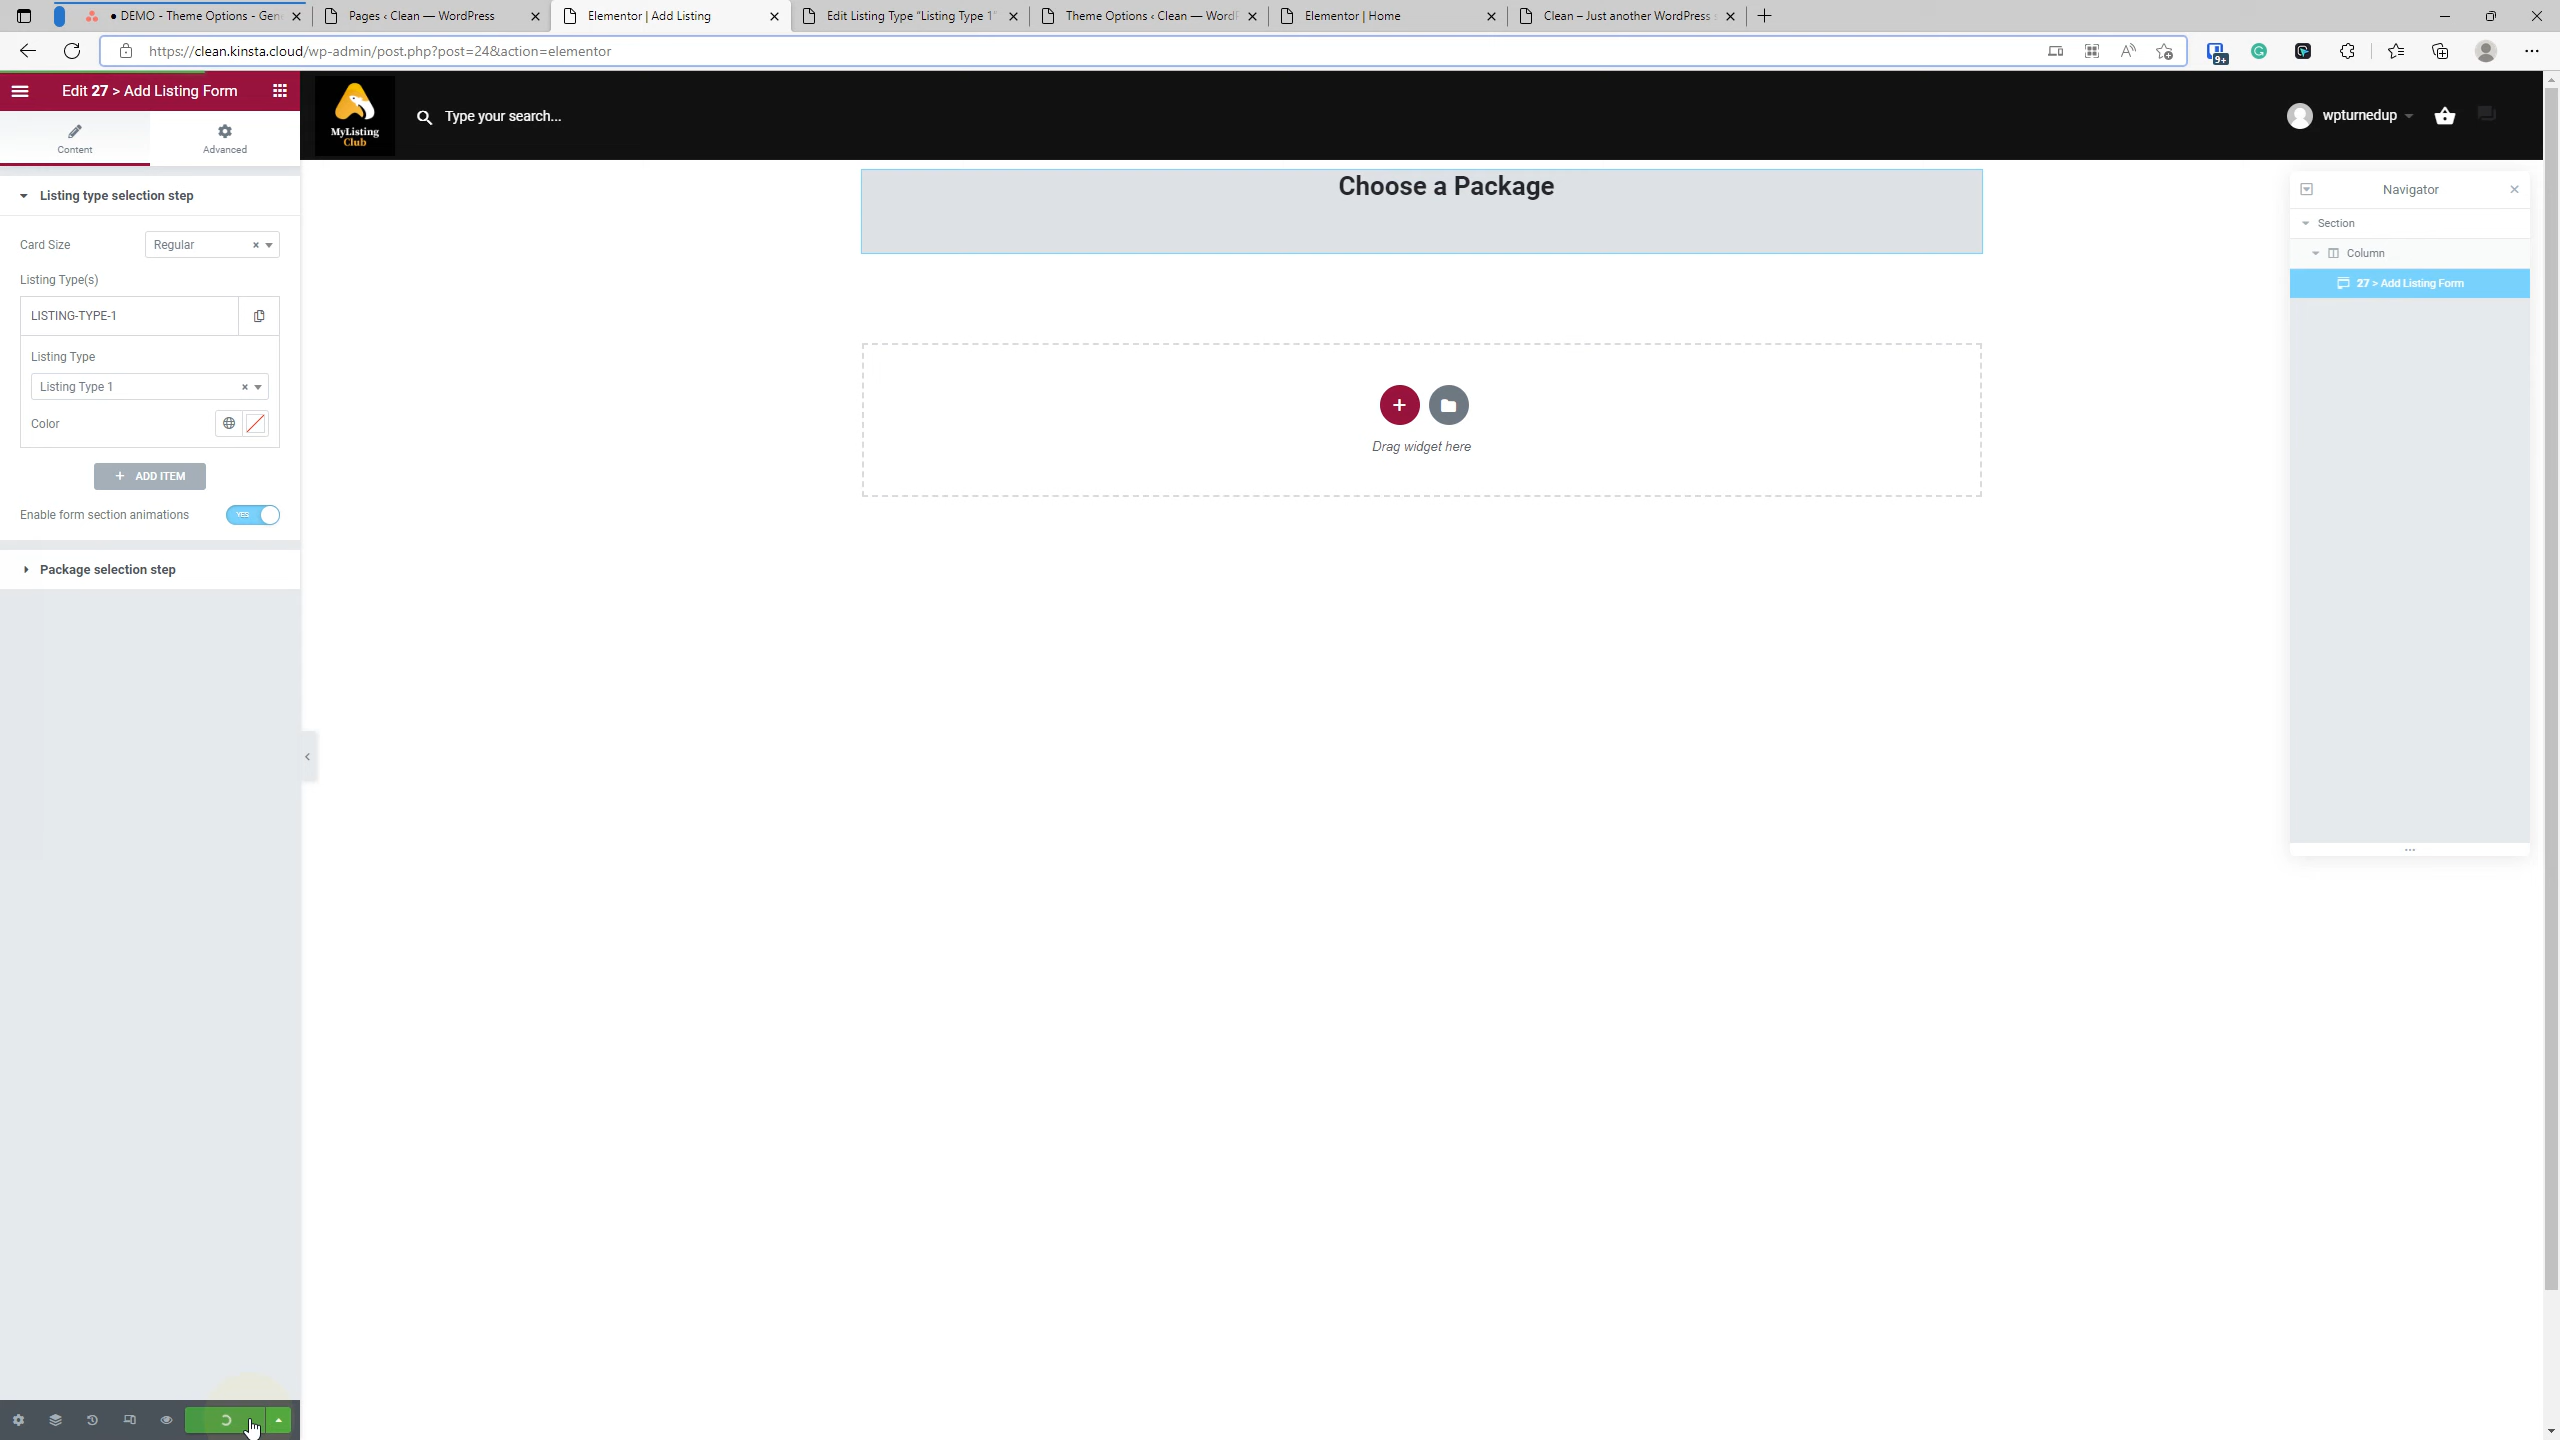 • DEMO - Theme Options - Gen
Pages ‹ Clean — WordPress
Elementor | Add Listing
Edit Listing Type "Listing Type 1"
Theme Options ‹ Clean — Word
Elementor | Home
Clean – Just another WordPress
https://clean.kinsta.cloud/wp-admin/post.php?post=24&action=elementor
9+
Edit 27 > Add Listing Form
Content
Advanced
MyListing
Club
Type your search...
wpturnedup
Choose a Package
Navigator
Listing type selection step
Section
Card Size
Regular
Column
Listing Type(s)
27 > Add Listing Form
LISTING-TYPE-1
Listing Type
Listing Type 1
Color
Drag widget here
ADD ITEM
Enable form section animations
YES
Package selection step